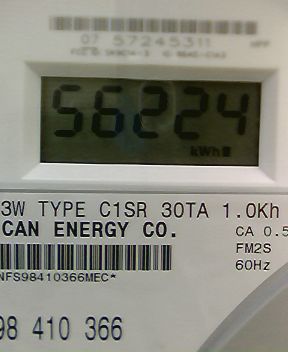 07 57245311
56224
kWh
3W TYPE C1SR 30TA 1.0Kh
CAN ENERGY CO.
CA 0.5
FM2S
60Hz
NFS98410366MEC*
98 410 366